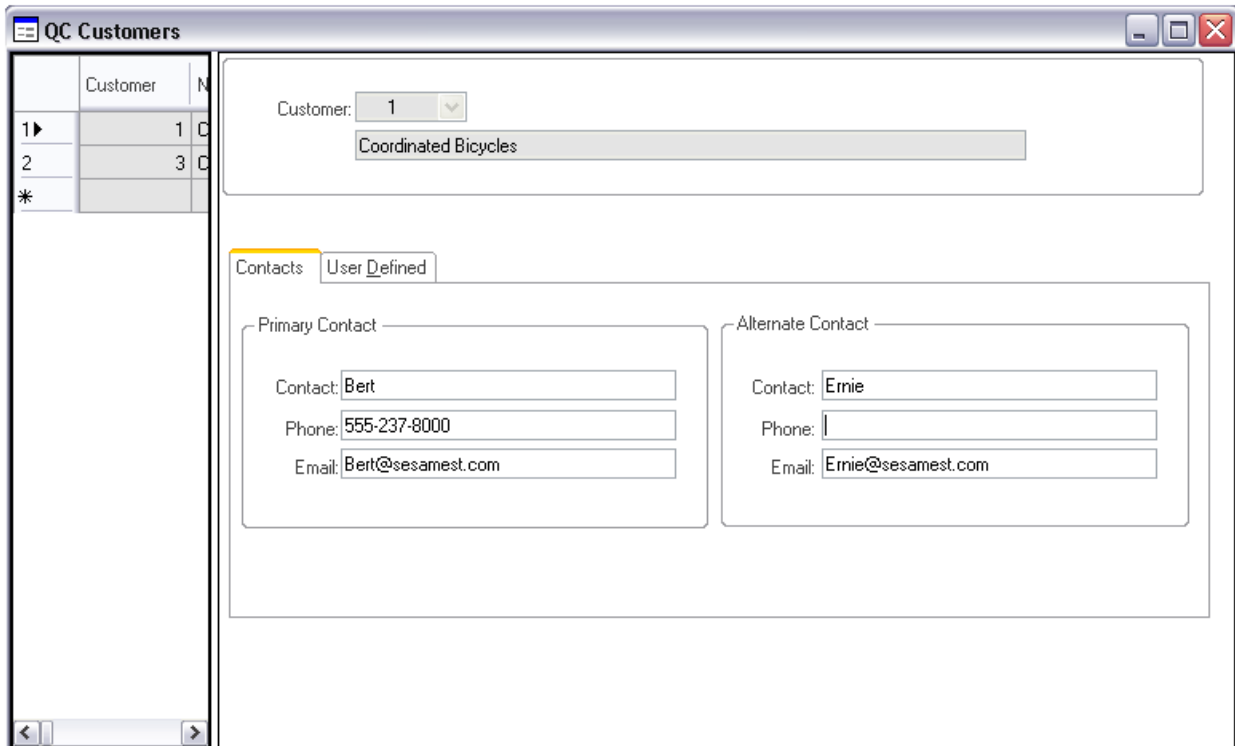 QC Customers
Customer N
1 1 C
2 3 C
*
Customer: 1
Coordinated Bicycles
Contacts User Defined
Primary Contact
Contact: Bert
Phone: 555-237-8000
Email: Bert@sesamest.com
Alternate Contact
Contact: Ernie
Phone:
Email: Ernie@sesamest.com